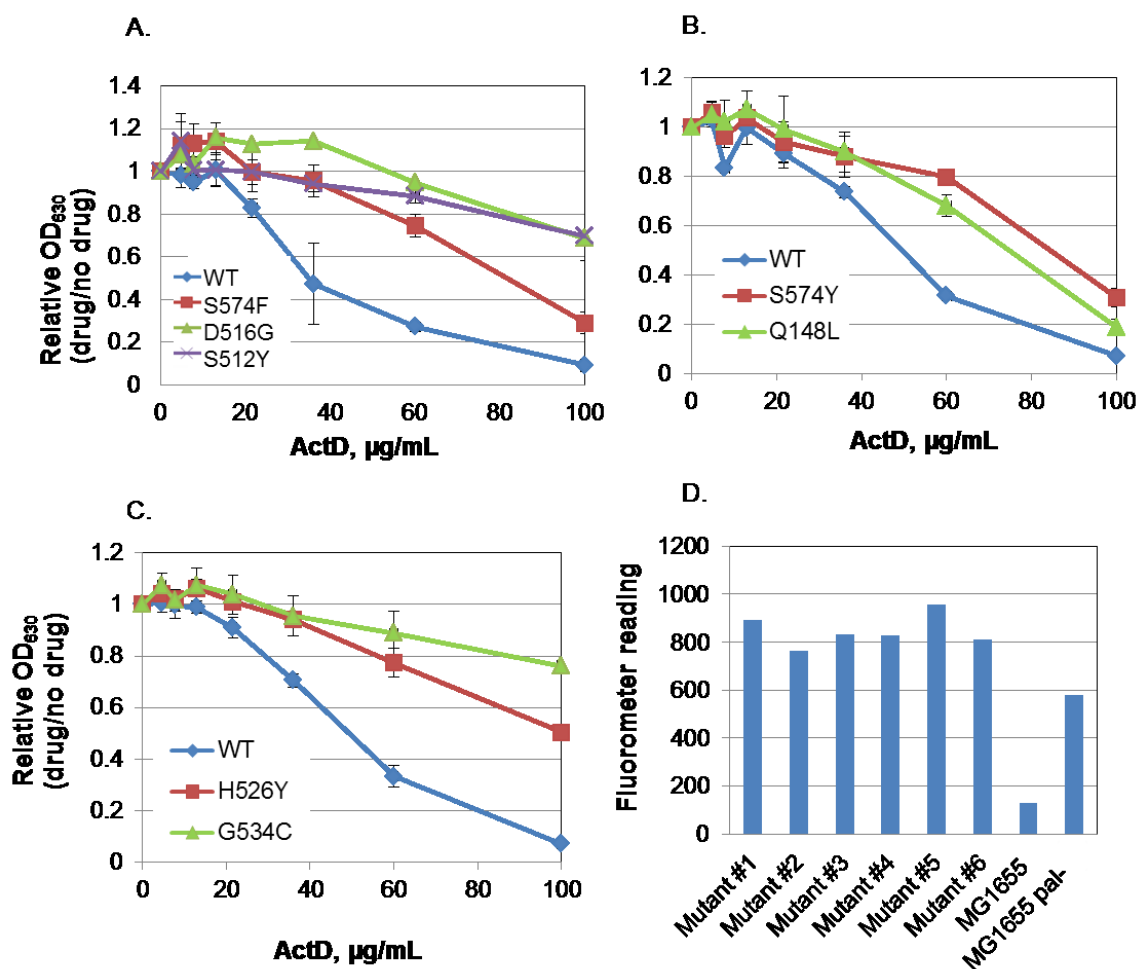 A.
Relative OD630
(drug/no drug)
1.4
1.2
1
0.8
0.6
0.4
0.2
0
WT
S574F
D516G
S512Y
0
20
40
60
80
100
ActD, µg/mL
B.
1.2
1
0.8
0.6
0.4
0.2
0
WT
S574Y
Q148L
0
20
40
60
80
100
ActD, µg/mL
C.
Relative OD630
(drug/no drug)
1.2
1
0.8
0.6
0.4
0.2
0
WT
H526Y
G534C
0
20
40
60
80
100
ActD, µg/mL
D.
Fluorometer reading
1200
1000
800
600
400
200
0
Mutant #1
Mutant #2
Mutant #3
Mutant #4
Mutant #5
Mutant #6
MG1655
MG1655 pal-